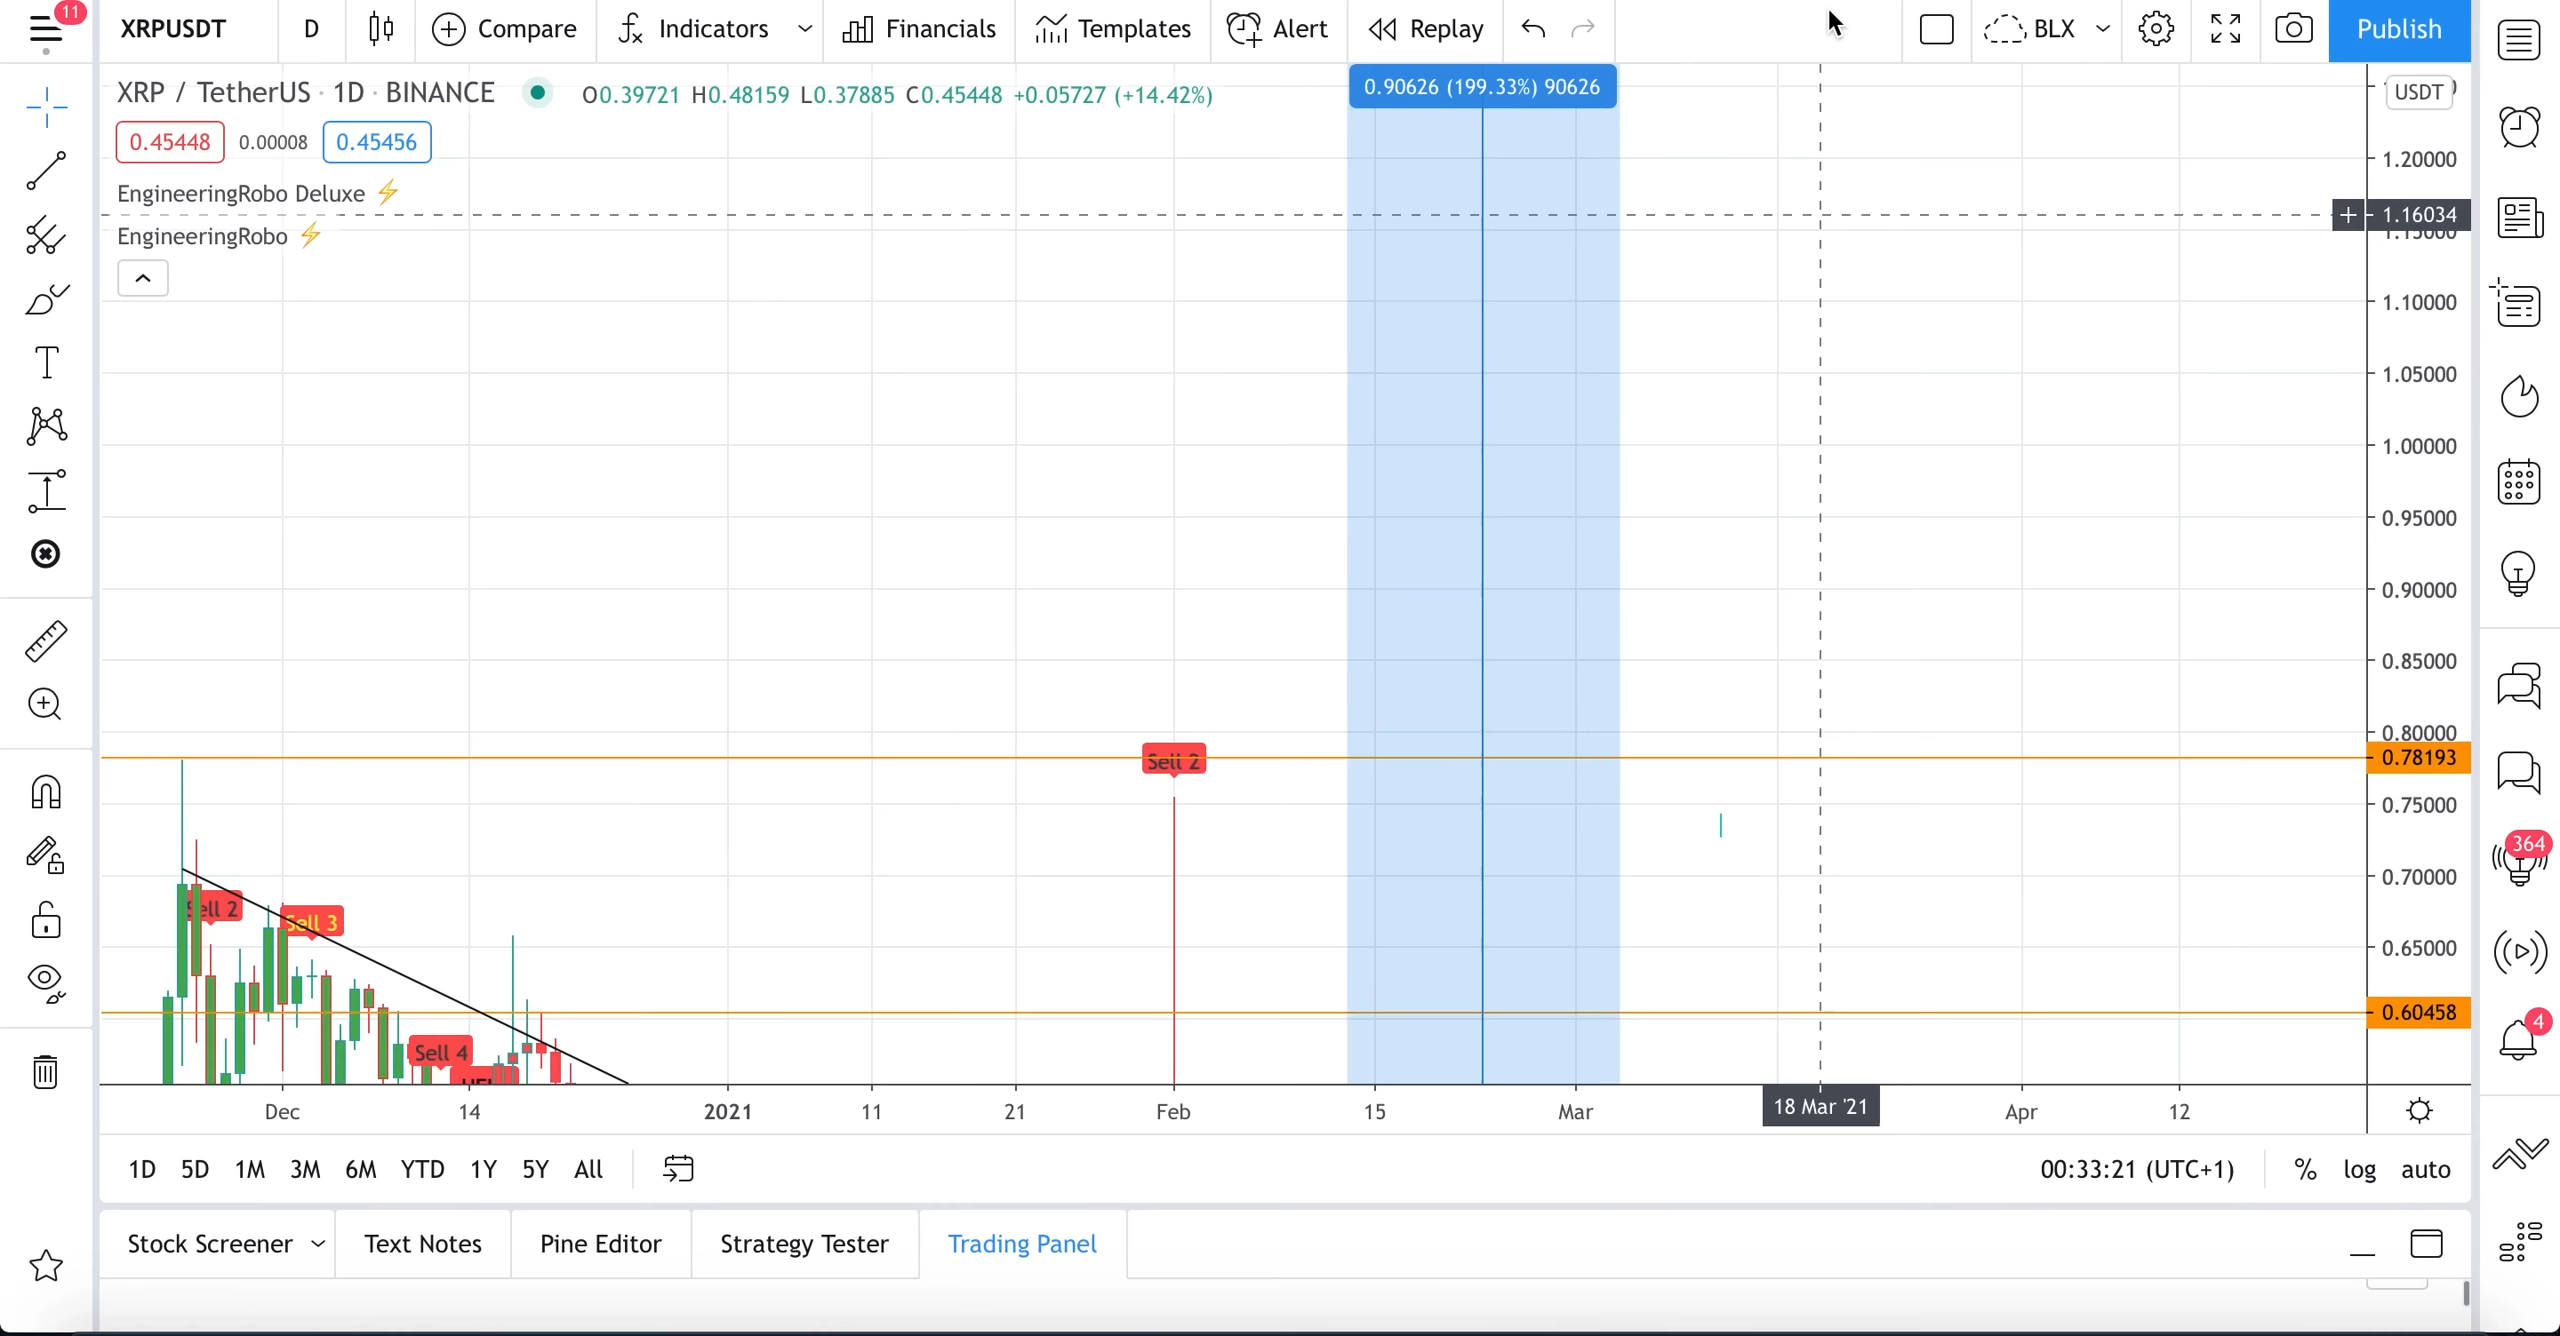 11
XRPUSDT D Compare Indicators Financials Templates Alert Replay BLX Publish
XRP / TetherUS · 1D · BINANCE O0.39721 H0.48159 L0.37885 C0.45448 +0.05727 (+14.42%)
0.90626 (199.33%) 90626
USDT
0.45448 0.00008 0.45456
1.20000
EngineeringRobo Deluxe
1.16034
EngineeringRobo
1.15000
1.10000
1.05000
1.00000
0.95000
0.90000
0.85000
0.80000
Sell 2
0.78193
0.75000
364
0.70000
Sell 2
Sell 3
0.65000
0.60458
4
Sell 4
Dec 14 2021 11 21 Feb 15 Mar 18 Mar '21 Apr 12
1D 5D 1M 3M 6M YTD 1Y 5Y All 00:33:21 (UTC+1) % log auto
Stock Screener Text Notes Pine Editor Strategy Tester Trading Panel